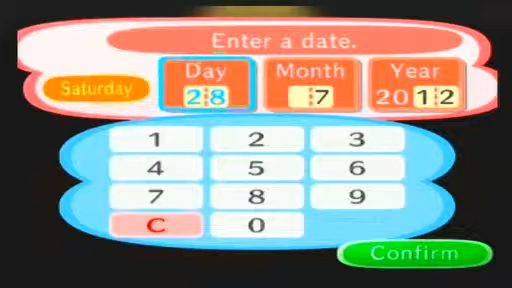 Enter a date.
Day Month Year
Saturday 28 7 2012
1 2 3
4 5 6
7 8 9
C 0
Confirm